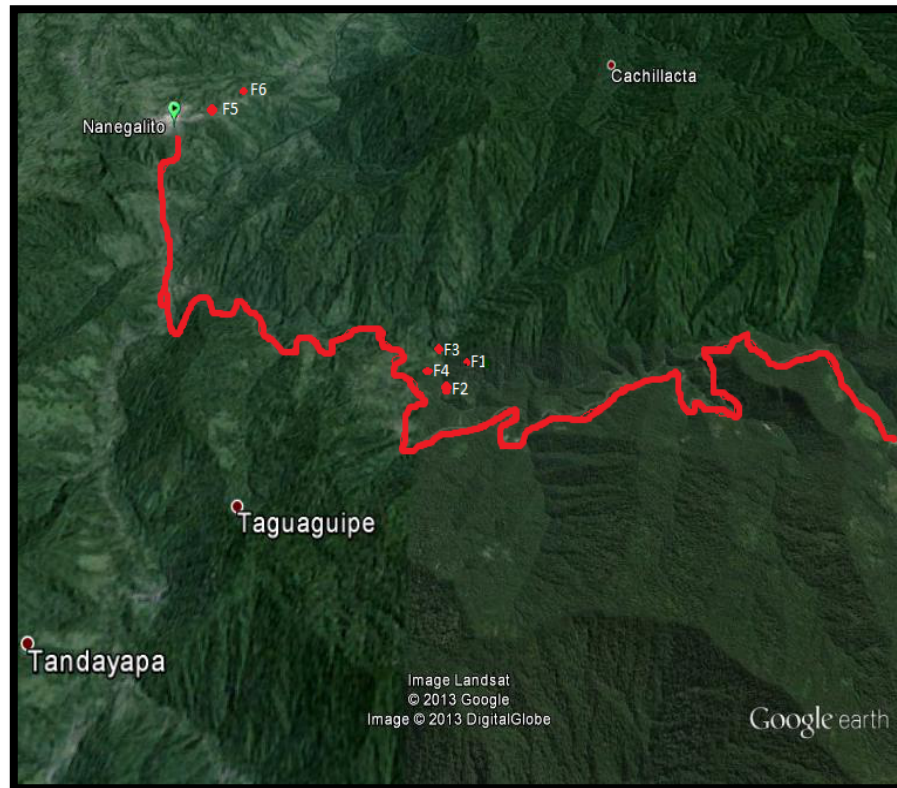 Cachillacta
F6
F5
Nanegalito
F3
F1
F4
F2
Taguaguipe
Tandayapa
Image Landsat
© 2013 Google
Image © 2013 DigitalGlobe
Google earth